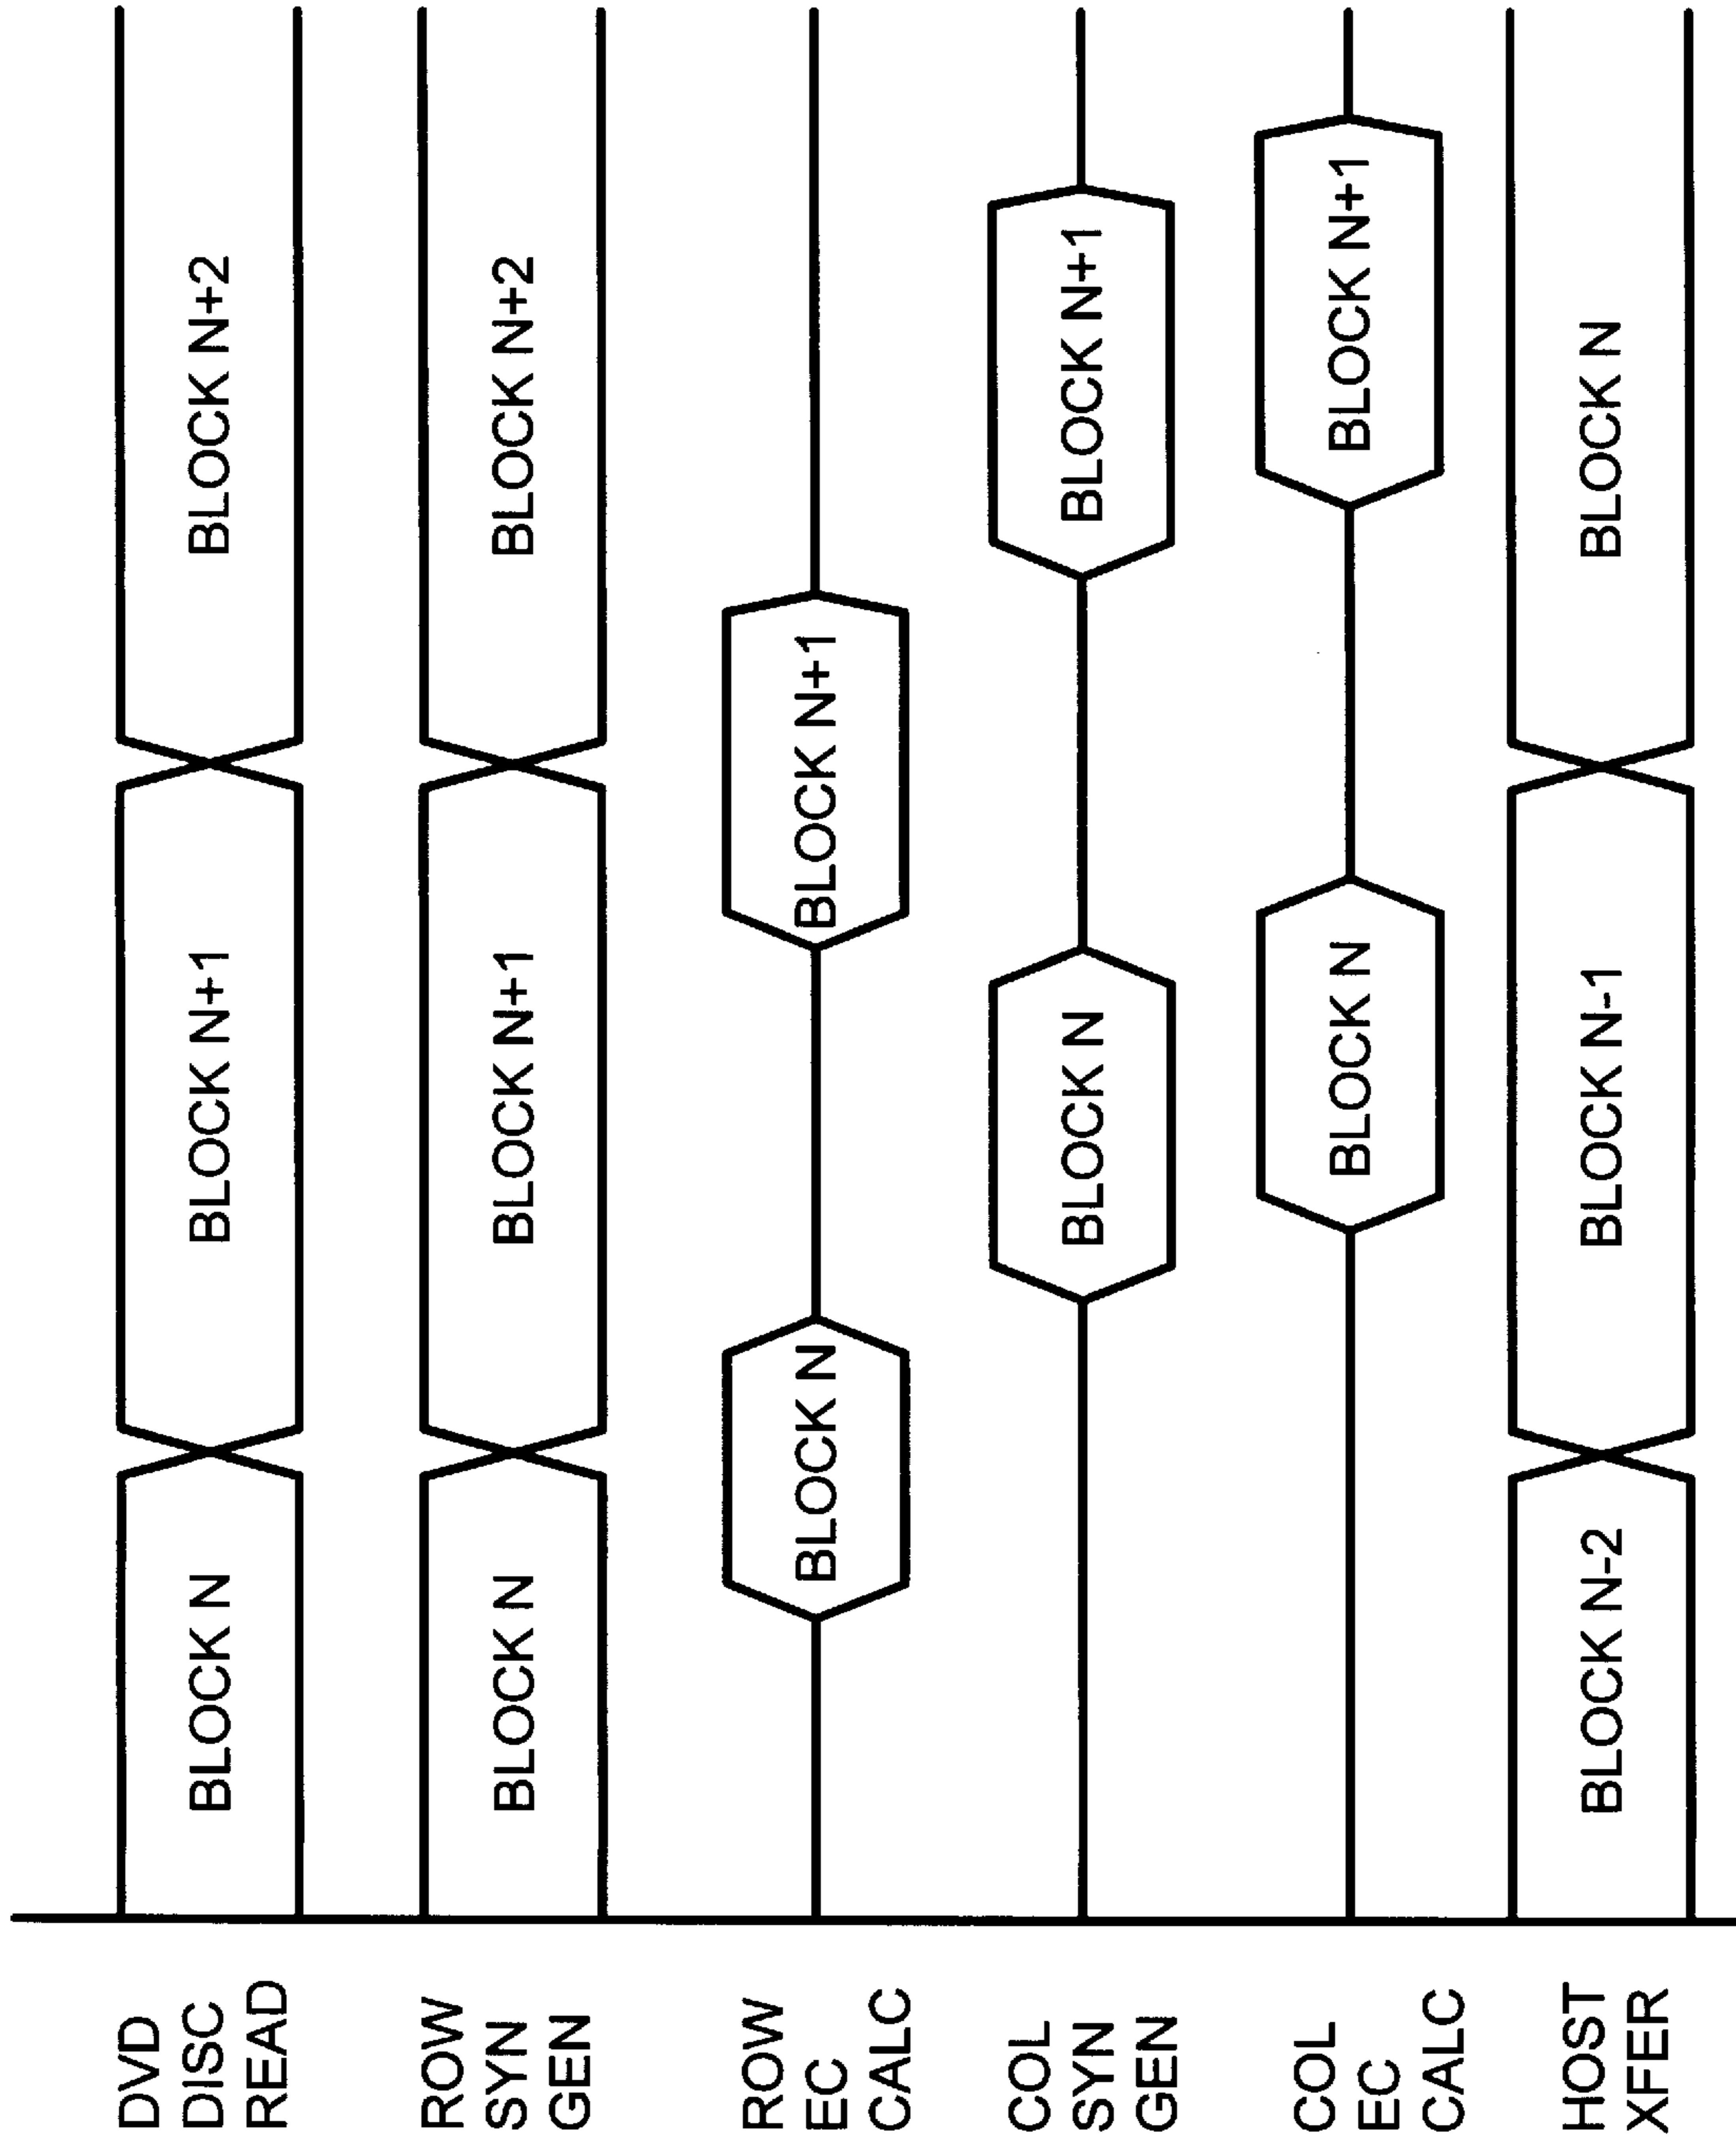 DVD
DISC
READ
BLOCK N
BLOCK N+1
BLOCK N+2
ROW
SYN
GEN
BLOCK N
BLOCK N+1
BLOCK N+2
ROW
EC
CALC
BLOCK N
BLOCK N+1
COL
SYN
GEN
BLOCK N
BLOCK N+1
COL
EC
CALC
BLOCK N
BLOCK N+1
HOST
XFER
BLOCK N-2
BLOCK N-1
BLOCK N